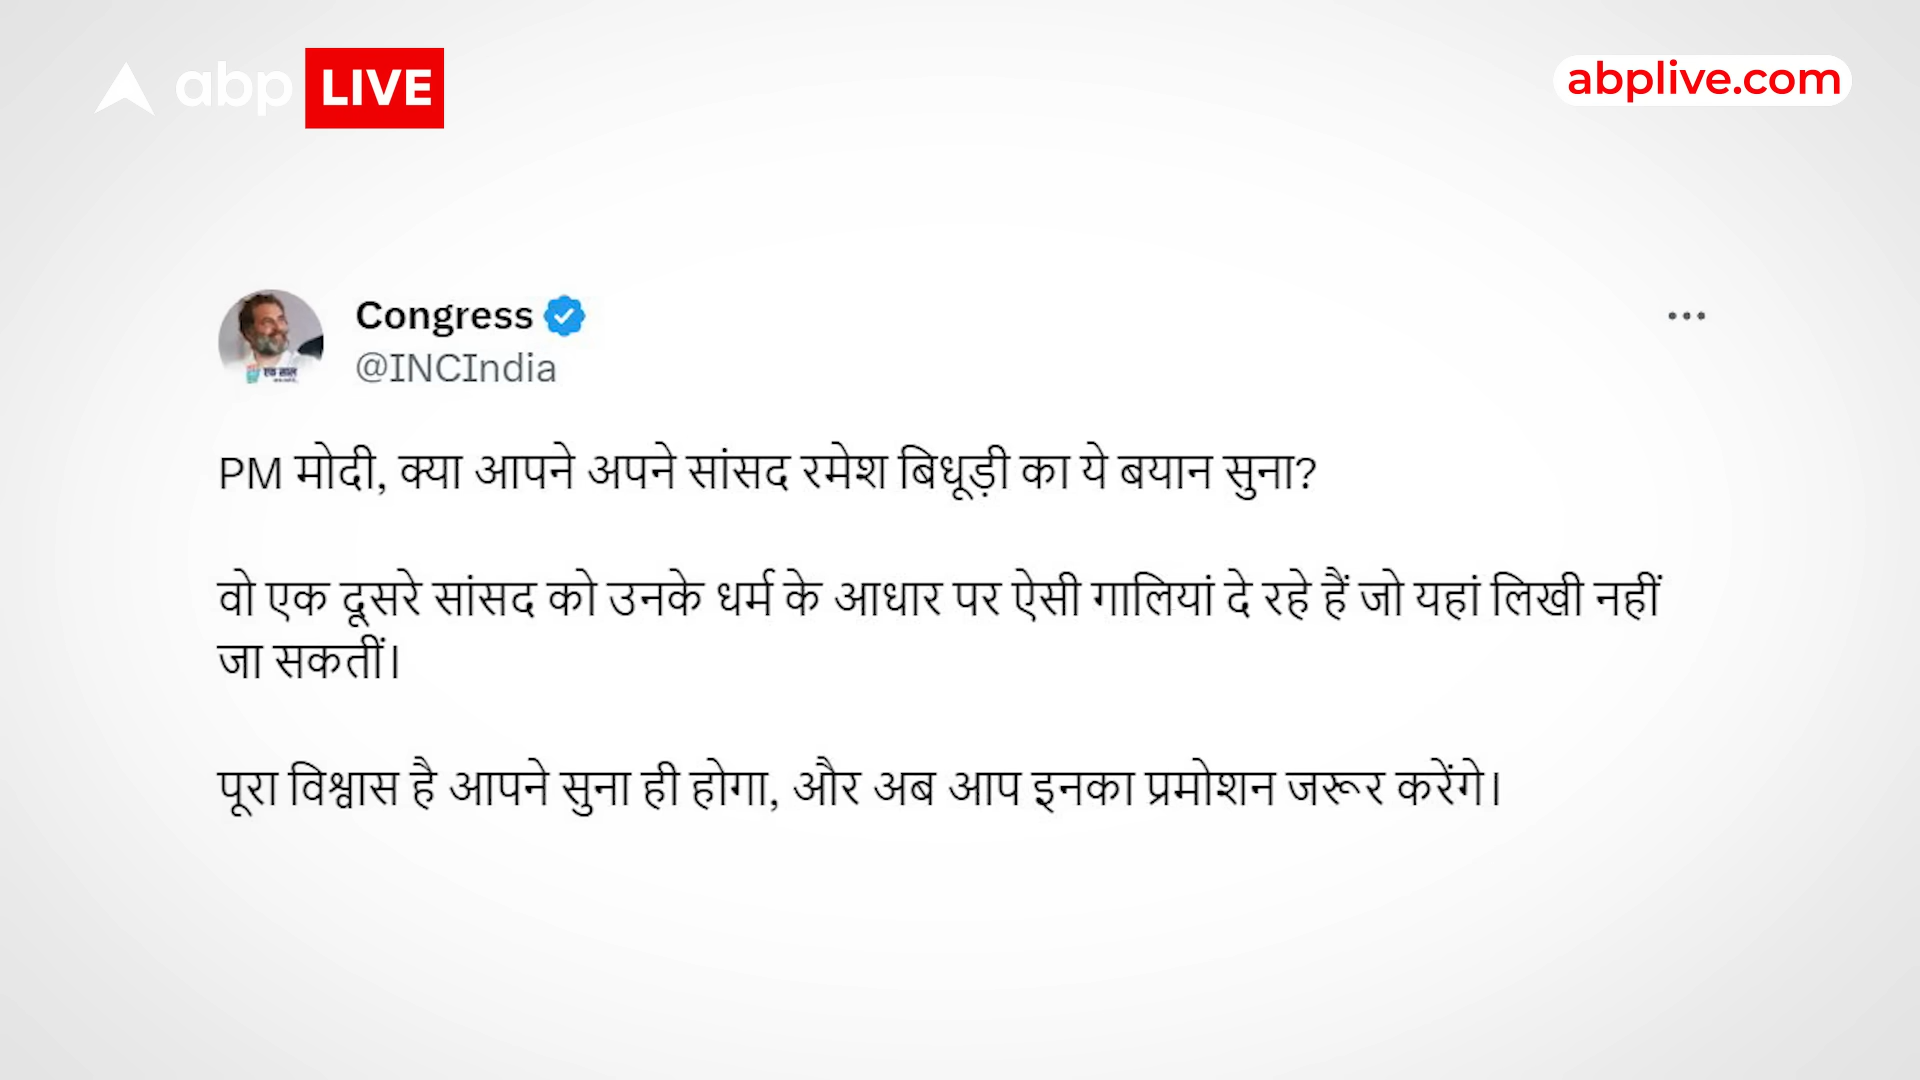 abp LIVE
abplive.com
Congress
@INCIndia
एक साल
PM मोदी, क्या आपने अपने सांसद रमेश बिधूड़ी का ये बयान सुना?
वो एक दूसरे सांसद को उनके धर्म के आधार पर ऐसी गालियां दे रहे हैं जो यहां लिखी नहीं
जा सकतीं।
पूरा विश्वास है आपने सुना ही होगा, और अब आप इनका प्रमोशन जरूर करेंगे।